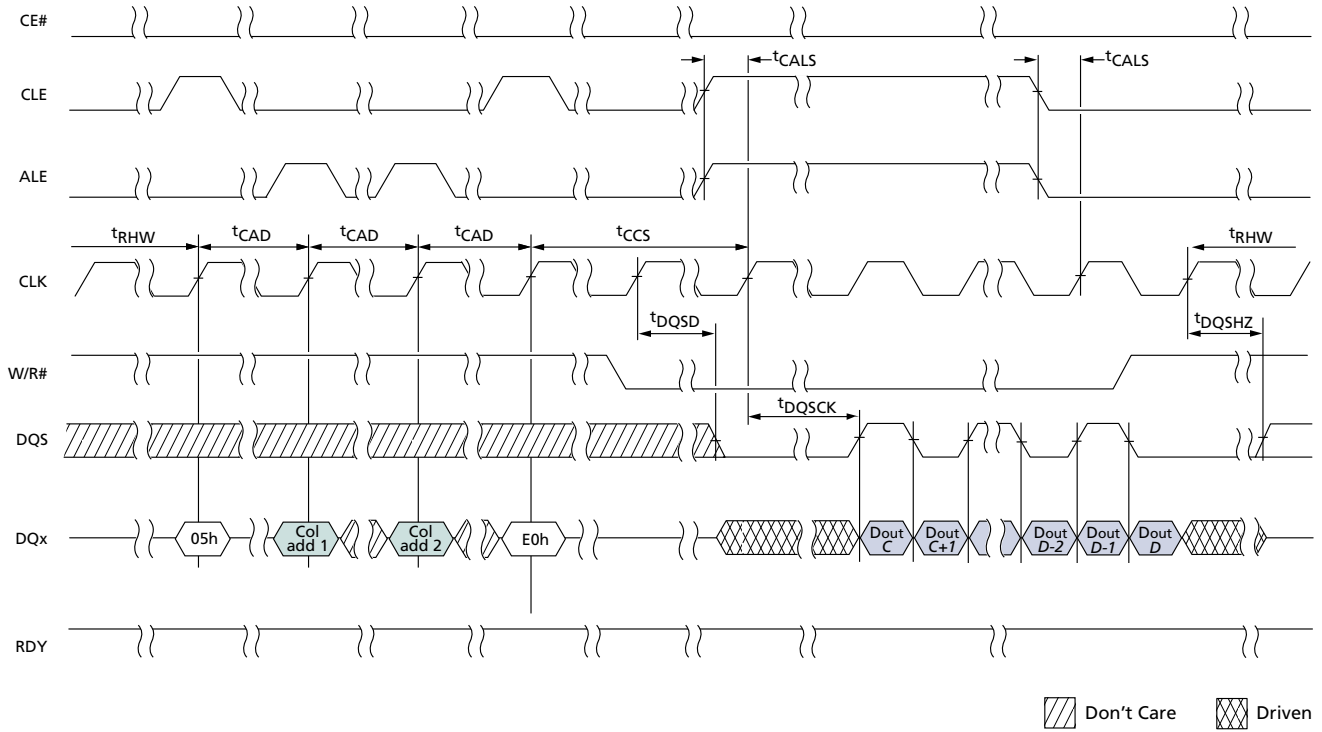 CE#
tCALS
tCALS
CLE
ALE
tRHW
tCAD
tCAD
tCAD
tCCS
tRHW
CLK
tDQSD
tDQSHZ
W/R#
tDQSCK
DQS
DQx
05h
Col
add 1
Col
add 2
E0h
Dout
C
Dout
C+1
Dout
D-2
Dout
D-1
Dout
D
RDY
Don't Care
Driven